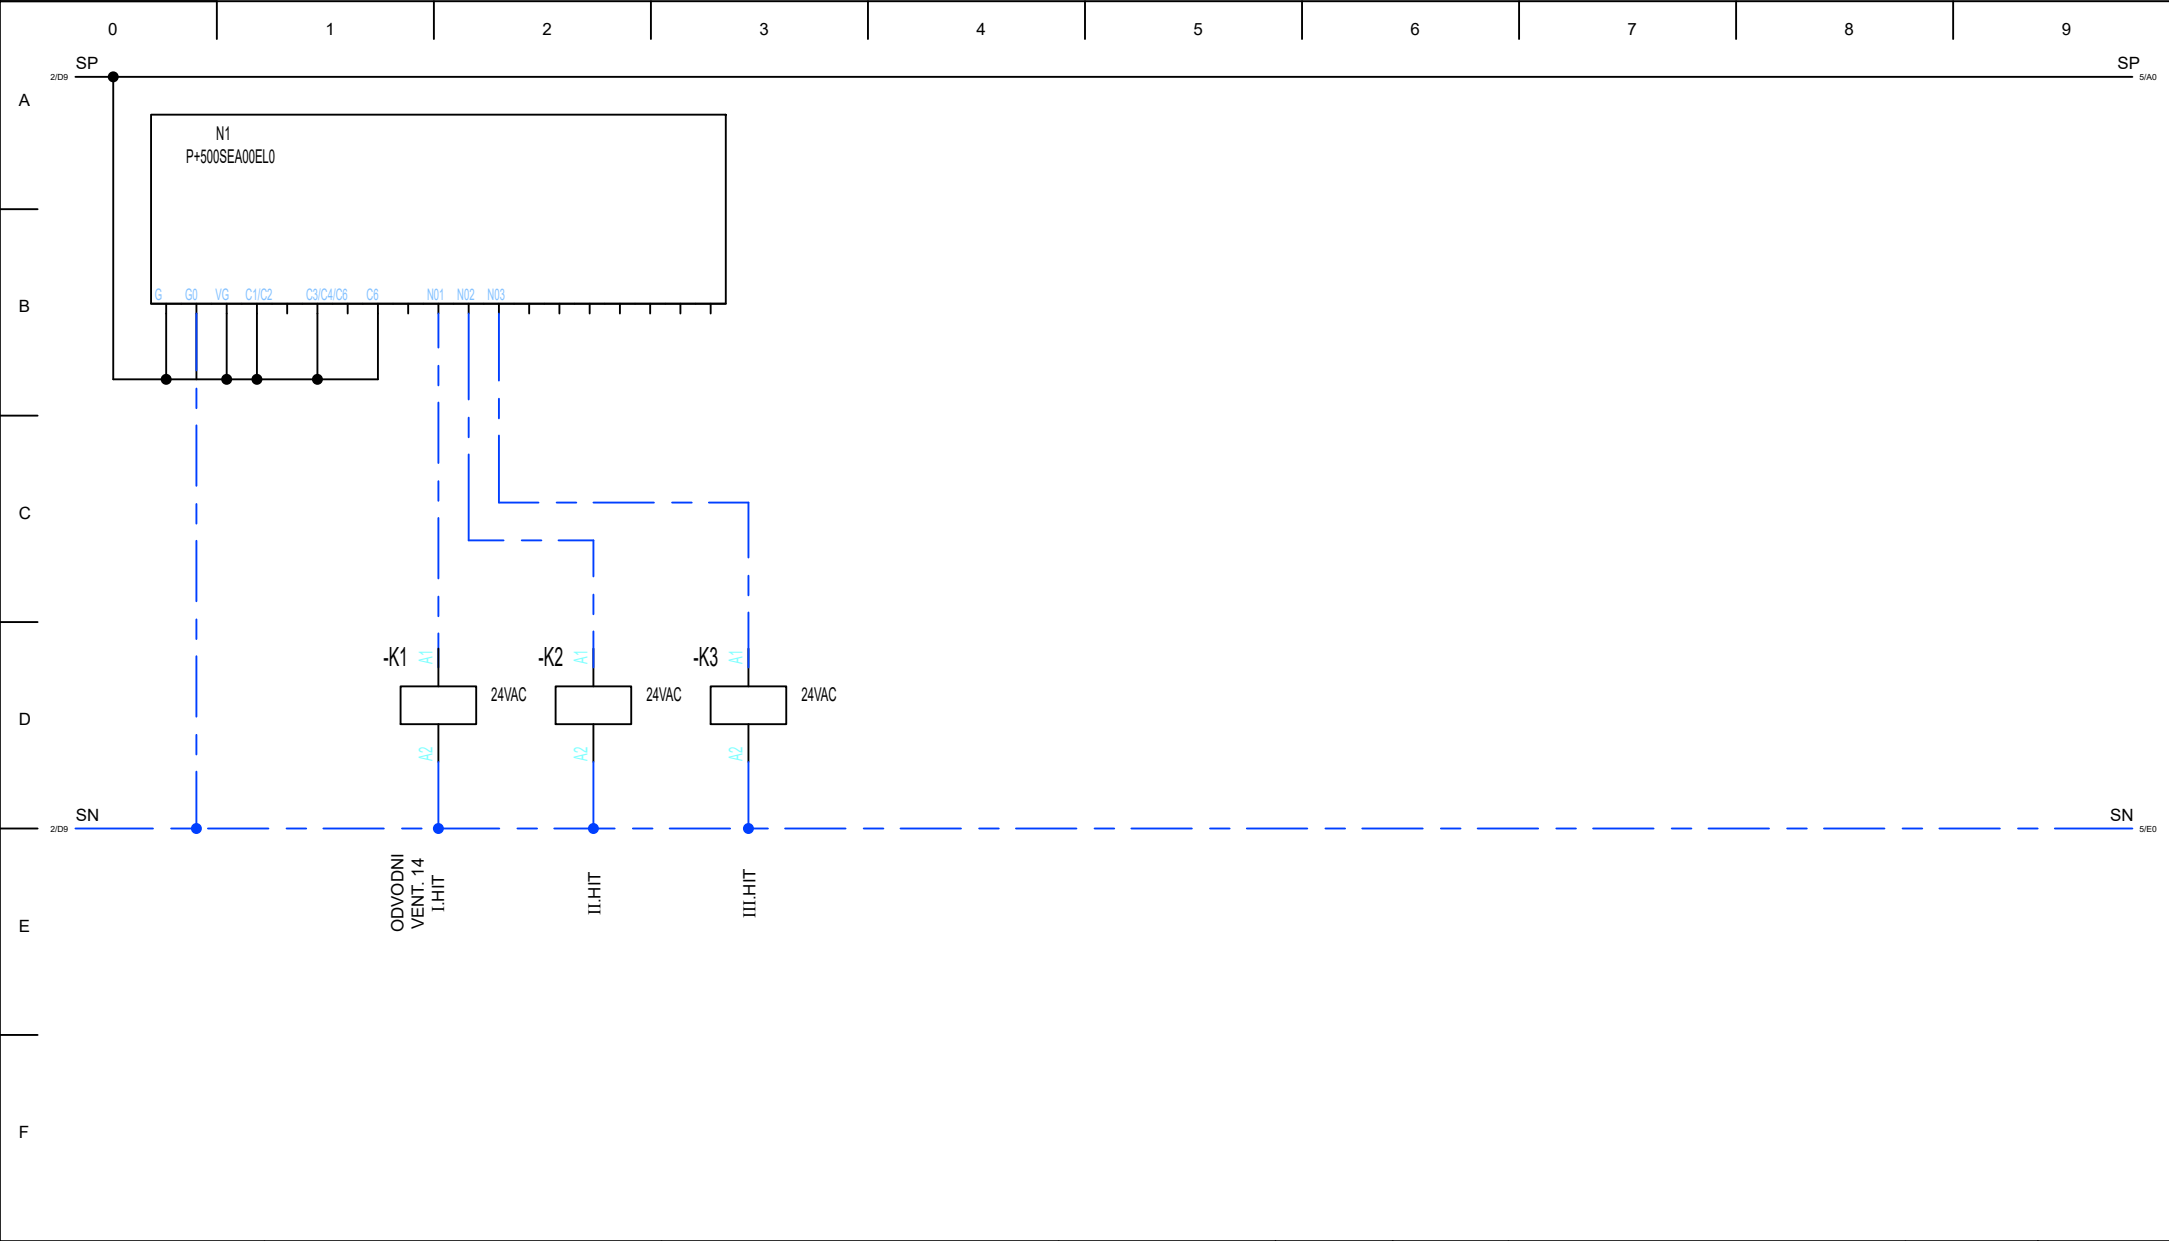 0 1 2 3 4 5 6 7 8 9
SP SP
2/D9 5/A0
A
N1
P+500SEA00EL0
G G0 VG C1/C2 C3/C4/C6 C6 N01 N02 N03
B
C
-K1 A1 -K2 A1 -K3 A1
24VAC 24VAC 24VAC
D
A2 A2 A2
SN SN
2/D9 5/E0
ODVODNI
VENT. 14
I.HIT
II.HIT
III.HIT
E
F